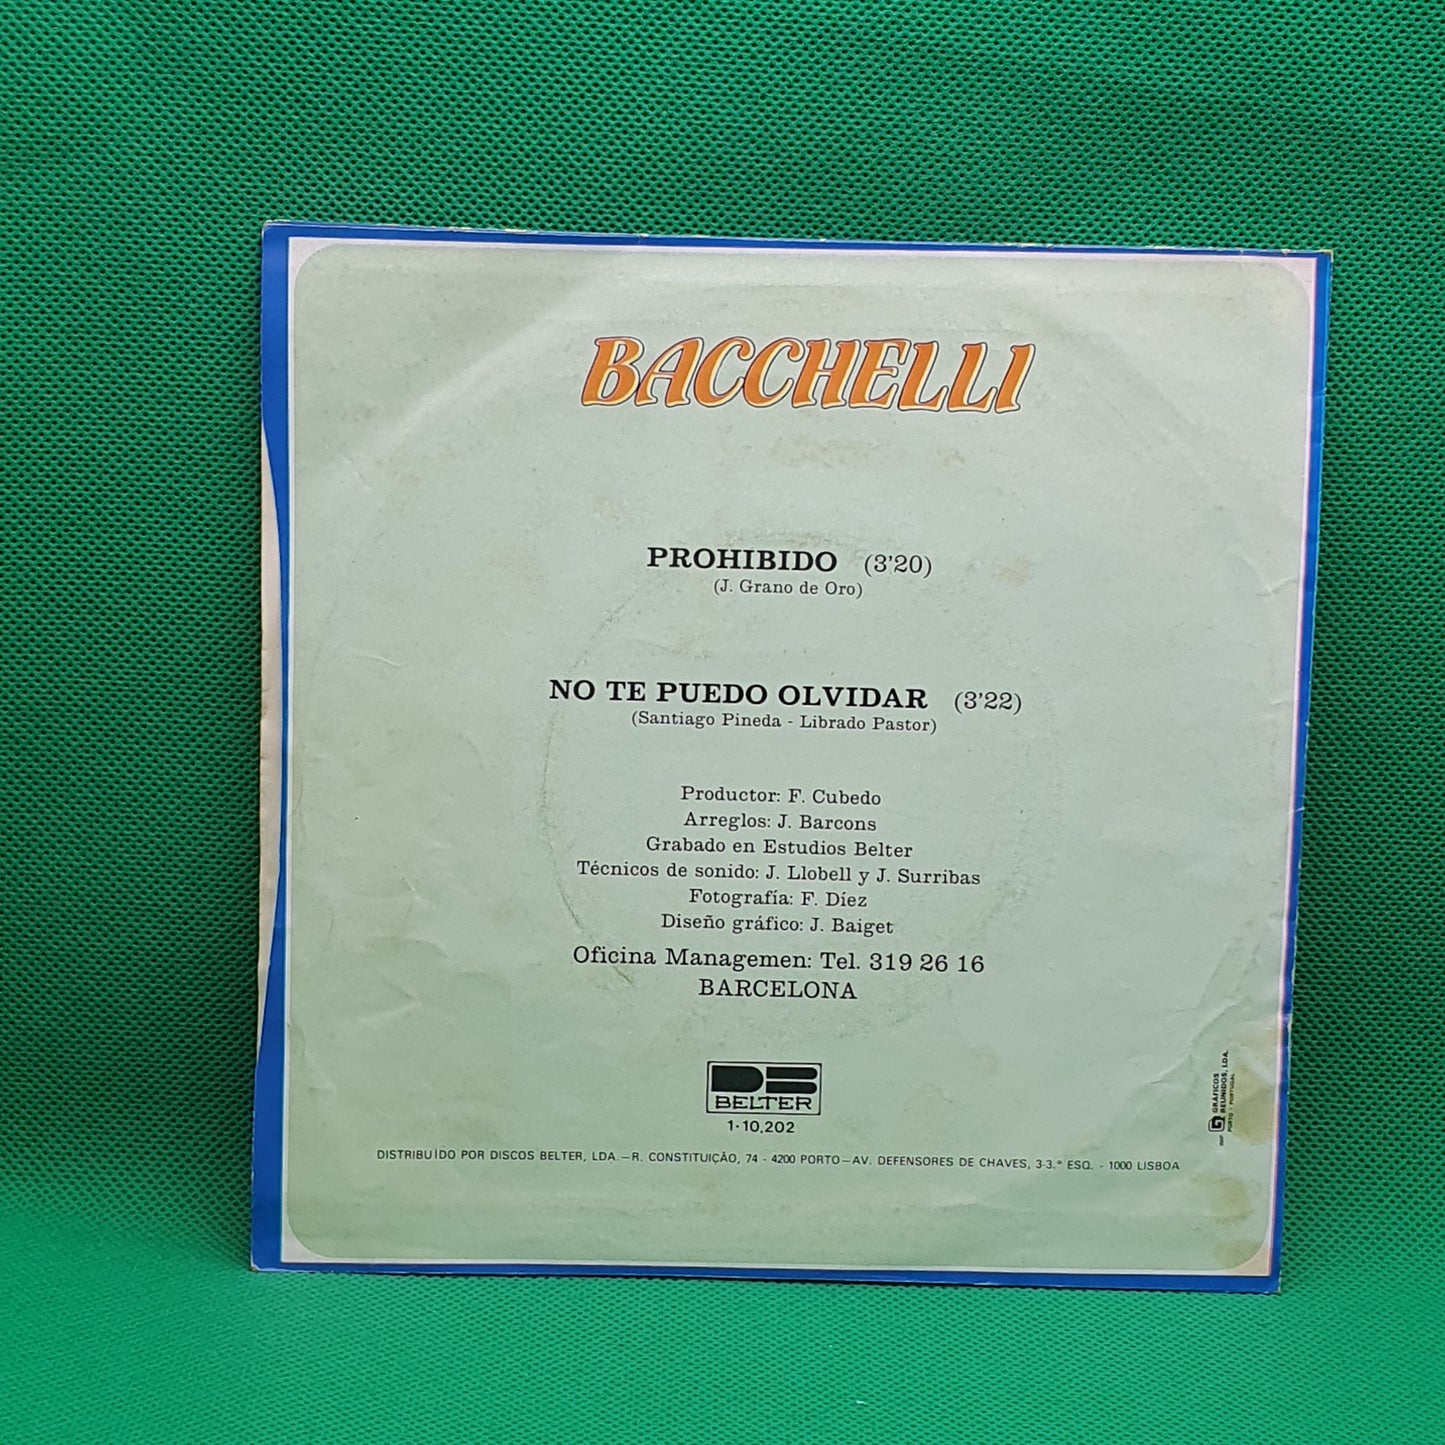 BACCHELLI
PROHIBIDO (3'20)
(J. Grano de Oro)
NO TE PUEDO OLVIDAR (3'22)
(Santiago Pineda - Librado Pastor)
Productor: F. Cubedo
Arreglos: J. Barcons
Grabado en Estudios Belter
Técnicos de sonido: J. Llobell y J. Surribas
Fotografía: F. Díez
Diseño gráfico: J. Baiget
Oficina Managemen: Tel. 319 26 16
BARCELONA
BELTER
1-10,202
DISTRIBUÍDO POR DISCOS BELTER, LDA.—R. CONSTITUIÇÃO, 74 - 4200 PORTO—AV. DEFENSORES DE CHAVES, 3-3.º ESQ. - 1000 LISBOA
GRÁFICOS
REUNIDOS, LDA.
PORTO - PORTUGAL